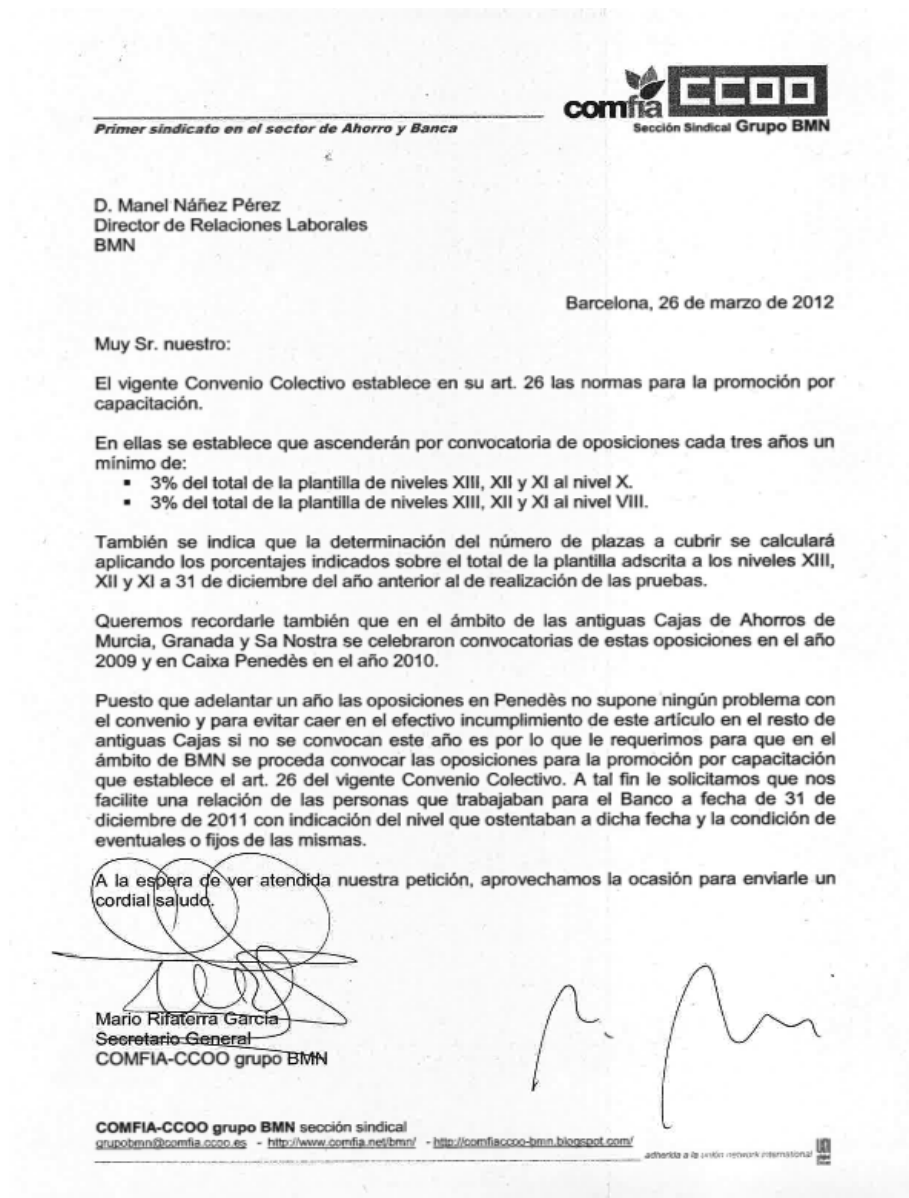 comfia CCOO
Primer sindicato en el sector de Ahorro y Banca
Sección Sindical Grupo BMN
D. Manel Náñez Pérez
Director de Relaciones Laborales
BMN
Barcelona, 26 de marzo de 2012
Muy Sr. nuestro:
El vigente Convenio Colectivo establece en su art. 26 las normas para la promoción por
capacitación.
En ellas se establece que ascenderán por convocatoria de oposiciones cada tres años un
mínimo de:
▪ 3% del total de la plantilla de niveles XIII, XII y XI al nivel X.
▪ 3% del total de la plantilla de niveles XIII, XII y XI al nivel VIII.
También se indica que la determinación del número de plazas a cubrir se calculará
aplicando los porcentajes indicados sobre el total de la plantilla adscrita a los niveles XIII,
XII y XI a 31 de diciembre del año anterior al de realización de las pruebas.
Queremos recordarle también que en el ámbito de las antiguas Cajas de Ahorros de
Murcia, Granada y Sa Nostra se celebraron convocatorias de estas oposiciones en el año
2009 y en Caixa Penedès en el año 2010.
Puesto que adelantar un año las oposiciones en Penedès no supone ningún problema con
el convenio y para evitar caer en el efectivo incumplimiento de este artículo en el resto de
antiguas Cajas si no se convocan este año es por lo que le requerimos para que en el
ámbito de BMN se proceda convocar las oposiciones para la promoción por capacitación
que establece el art. 26 del vigente Convenio Colectivo. A tal fin le solicitamos que nos
facilite una relación de las personas que trabajaban para el Banco a fecha de 31 de
diciembre de 2011 con indicación del nivel que ostentaban a dicha fecha y la condición de
eventuales o fijos de las mismas.
A la espera de ver atendida nuestra petición, aprovechamos la ocasión para enviarle un
cordial saludo.
Mario Rifaterra García
Secretario General
COMFIA-CCOO grupo BMN
COMFIA-CCOO grupo BMN sección sindical
grupobmn@comfia.ccoo.es - http://www.comfia.net/bmn/ - http://comfiaccoo-bmn.blogspot.com/
adherida a la unión network international